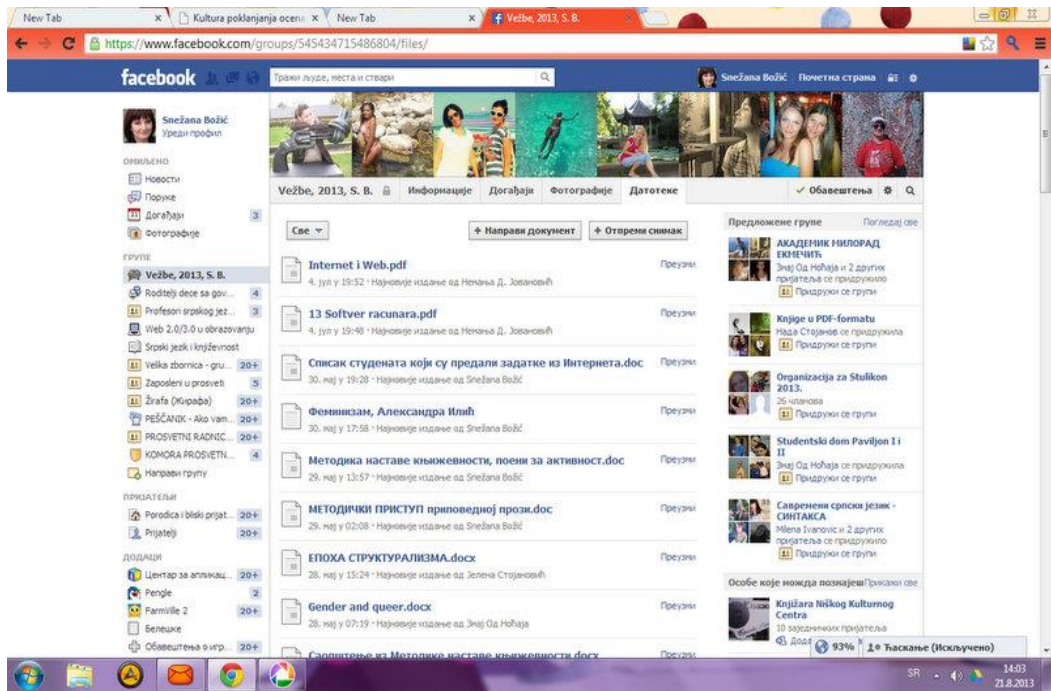 New Tab
Kultura poklanjanja ocena
New Tab
Vežbe, 2013, S. B.
https://www.facebook.com/groups/545434715486804/files/
facebook
Тражи људе, места и ствари
Snežana Božić
Почетна страна
Snežana Božić
Уреди профил
ОМИЉЕНО
Новости
Поруке
Догађаји 3
Фотографије
ГРУПЕ
Vežbe, 2013, S. B.
Roditelji dece sa gov... 4
Profesori srpskog jez... 3
Web 2.0/3.0 u obrazovanju
Srpski jezik i književnost
Velika zbornica - gru... 20+
Zaposleni u prosveti 5
Žirafa (Жирафа) 20+
PEŠČANIK - Ako vam... 20+
PROSVETNI RADNIC... 20+
KOMORA PROSVETN... 4
Направи групу
ПРИЈАТЕЉИ
Porodica i bliski prijat... 20+
Prijatelji 20+
ДОДАЦИ
Центар за апликац... 20+
Pengle 2
FarmVille 2 20+
Белешке
Обавештења о игр... 20+
Vežbe, 2013, S. B.
Информације
Догађаји
Фотографије
Датотеке
Обавештења
Све
+ Направи документ
+ Отпреми снимак
Internet i Web.pdf
Преузми
4. јун у 19:52 · Најновије издање од Немања Д. Јовановић
13 Softver racunara.pdf
Преузми
4. јун у 19:48 · Најновије издање од Немања Д. Јовановић
Списак студената који су предали задатке из Интернета.doc
Преузми
30. мај у 19:28 · Најновије издање од Snežana Božić
Феминизам, Александра Илић
30. мај у 17:58 · Најновије издање од Snežana Božić
Методика наставе књижевности, поени за активност.doc
Преузми
29. мај у 13:57 · Најновије издање од Snežana Božić
МЕТОДИЧКИ ПРИСТУП приповедној прози.doc
Преузми
29. мај у 02:08 · Најновије издање од Snežana Božić
ЕПОХА СТРУКТУРАЛИЗМА.docx
Преузми
28. мај у 15:24 · Најновије издање од Јелена Стојановић
Gender and queer.docx
Преузми
28. мај у 07:19 · Најновије издање од Знај Од Ноћаја
Саопштење из Методике наставе књижевности.docx
Преузми
Предложене групе
Погледај све
АКАДЕМИК МИЛОРАД
ЕКМЕЧИЋ
Знај Од Ноћаја и 2 других
пријатеља се придружило
Придружи се групи
Knjige u PDF-formatu
Нада Стојанов се придружила
Придружи се групи
Organizacija za Stulikon
2013.
26 чланова
Придружи се групи
Studentski dom Paviljon I i
II
Знај Од Ноћаја се придружила
Придружи се групи
Савремени српски језик -
СИНТАКСА
Milena Ivanovic и 2 других
пријатеља се придружило
Придружи се групи
Особе које можда познајеш
Прикажи све
Knjižara Niškog Kulturnog
Centra
10 заједничких пријатеља
93%
Ћаскање (Искључено)
SR
14:03
21.8.2013